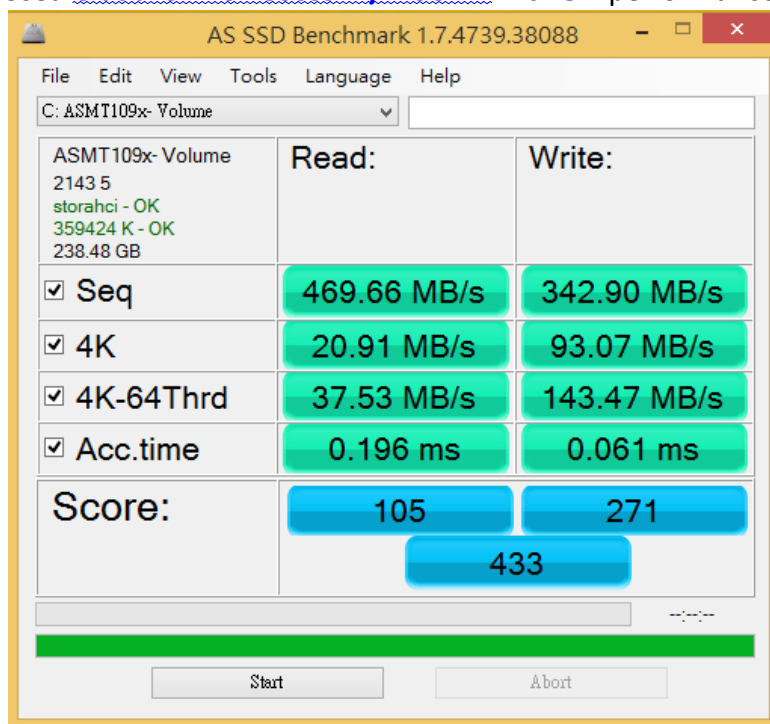 AS SSD Benchmark 1.7.4739.38088
File Edit View Tools Language Help
C: ASMT109x- Volume
ASMT109x- Volume
2143 5
storahci - OK
359424 K - OK
238.48 GB
Read:
Write:
Seq
469.66 MB/s
342.90 MB/s
4K
20.91 MB/s
93.07 MB/s
4K-64Thrd
37.53 MB/s
143.47 MB/s
Acc.time
0.196 ms
0.061 ms
Score:
105
271
433
--:--:--
Start
Abort